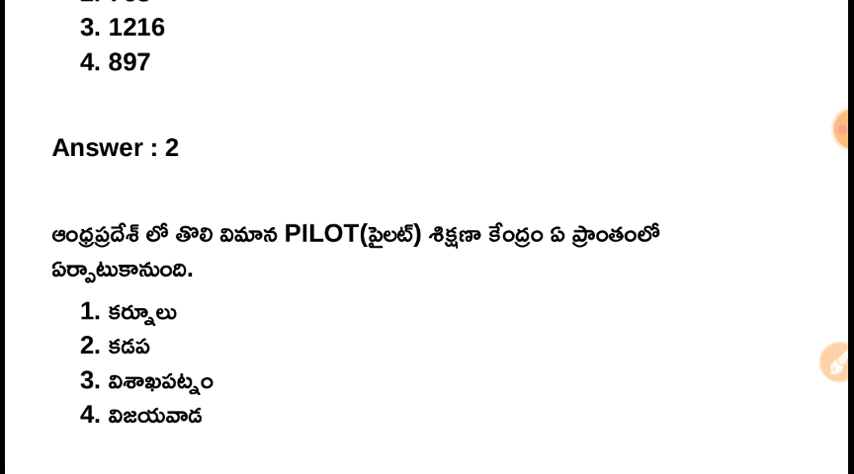 3. 1216
4. 897
Answer : 2
ఆంధ్రప్రదేశ్ లో తొలి విమాన PILOT(పైలట్) శిక్షణా కేంద్రం ఏ ప్రాంతంలో
ఏర్పాటుకానుంది.
1. కర్నూలు
2. కడప
3. విశాఖపట్నం
4. విజయవాడ